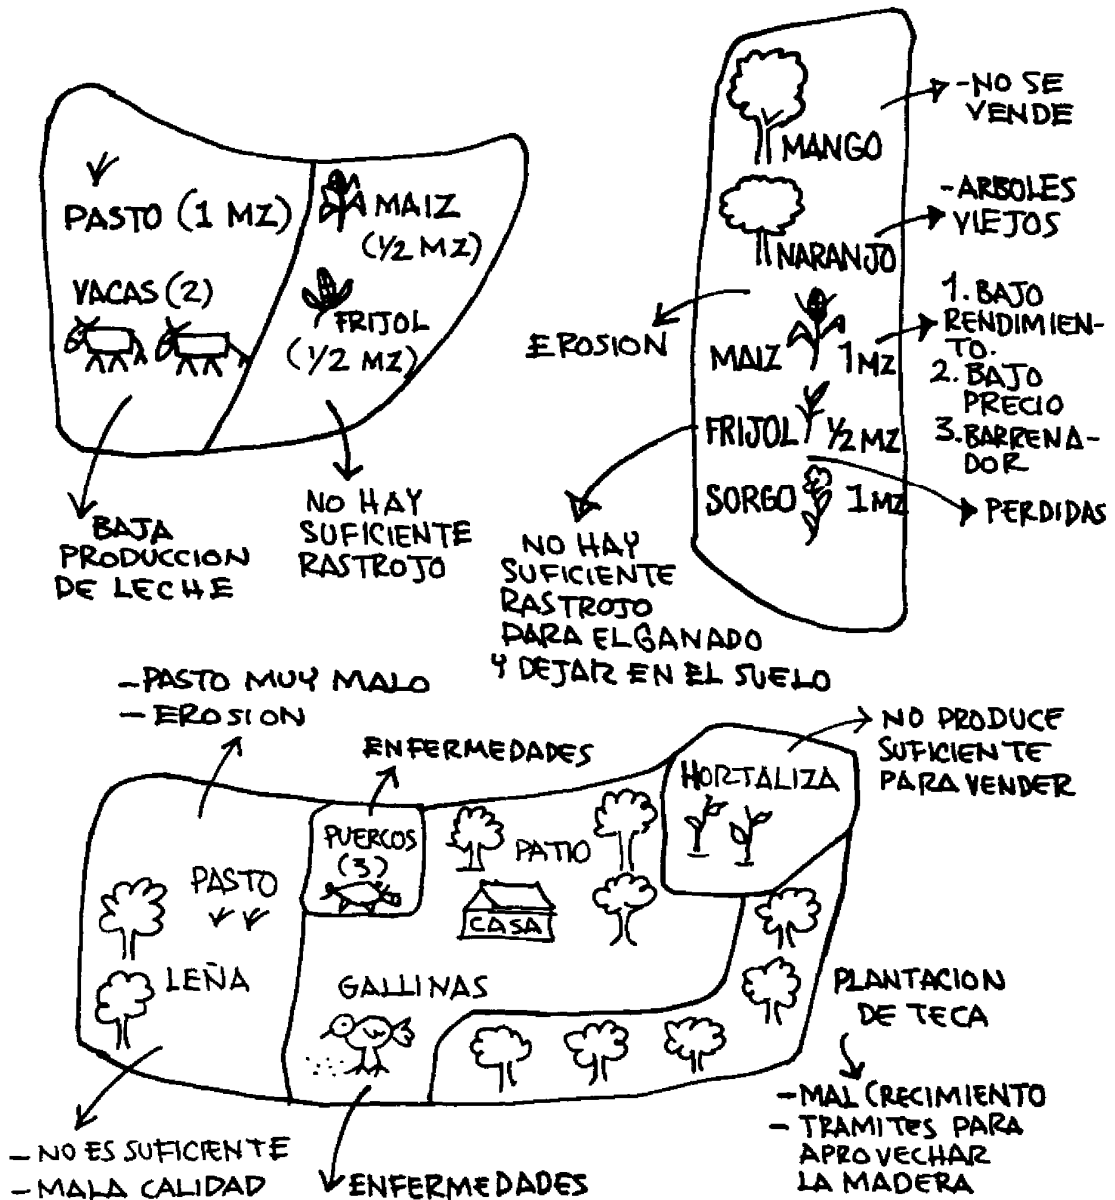 PASTO (1 MZ)
VACAS (2)
MAIZ
(1/2 MZ)
FRIJOL
(1/2 MZ)
BAJA
PRODUCCION
DE LECHE
NO HAY
SUFICIENTE
RASTROJO
MANGO
- NO SE
VENDE
NARANJO
- ARBOLES
VIEJOS
EROSION
MAIZ 1 MZ
1. BAJO
RENDIMIEN-
TO.
2. BAJO
PRECIO
3. BARRENA-
DOR
FRIJOL 1/2 MZ
SORGO 1 MZ
PERDIDAS
NO HAY
SUFICIENTE
RASTROJO
PARA EL GANADO
Y DEJAR EN EL SUELO
- PASTO MUY MALO
- EROSION
ENFERMEDADES
NO PRODUCE
SUFICIENTE
PARA VENDER
HORTALIZA
PUERCOS
(3)
PATIO
CASA
PASTO
LEÑA
GALLINAS
PLANTACION
DE TECA
- MAL CRECIMIENTO
- TRAMITES PARA
APROVECHAR
LA MADERA
- NO ES SUFICIENTE
- MALA CALIDAD
ENFERMEDADES